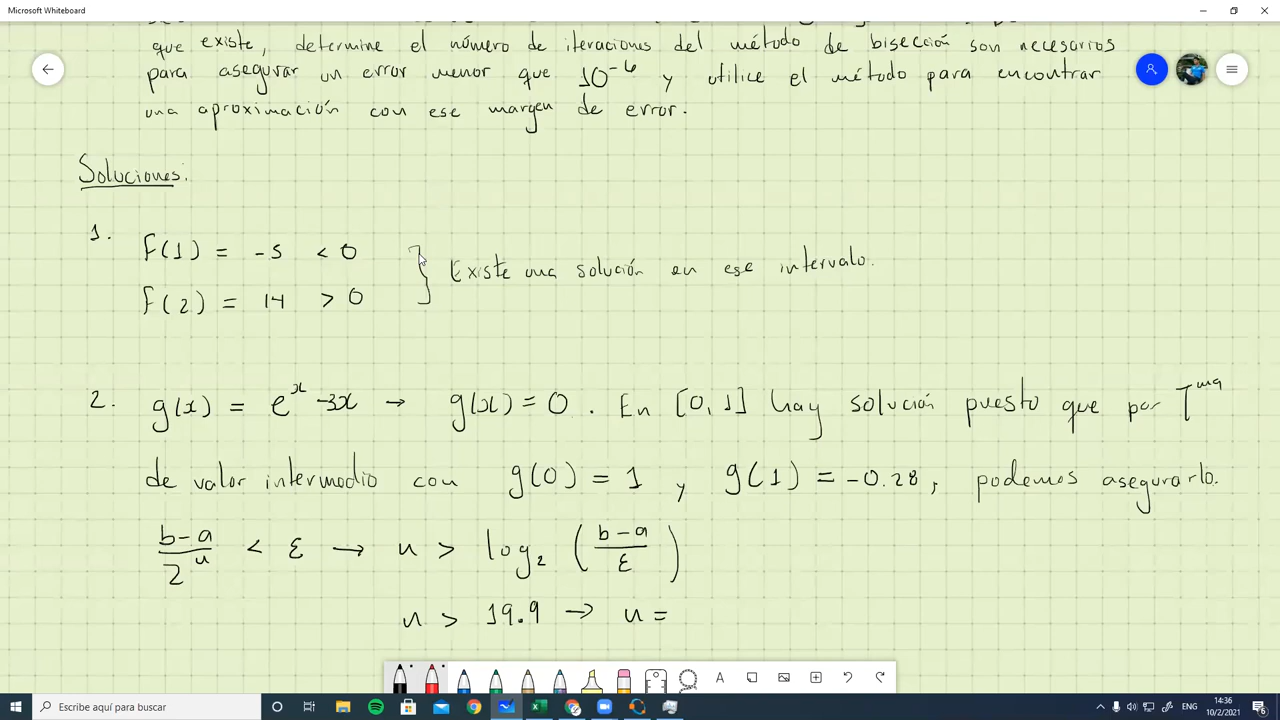 Microsoft Whiteboard
que existe, determine el número de iteraciones del método de bisección son necesarios
para asegurar un error menor que 10^-6 y utilice el método para encontrar
una aproximación con ese margen de error.
Soluciones:
1.
F(1) = -5 < 0
F(2) = 14 > 0
} Existe una solución en ese intervalo.
2. g(x) = e^x - 3x → g(x) = 0. En [0,1] hay solución puesto que por T^ma
de valor intermedio con g(0) = 1 y g(1) = -0.28, podemos asegurarlo.
(b-a)/2^n < ε → n > log_2 ((b-a)/ε)
n > 19.9 → n =
Escribe aquí para buscar
14:36
10/2/2021